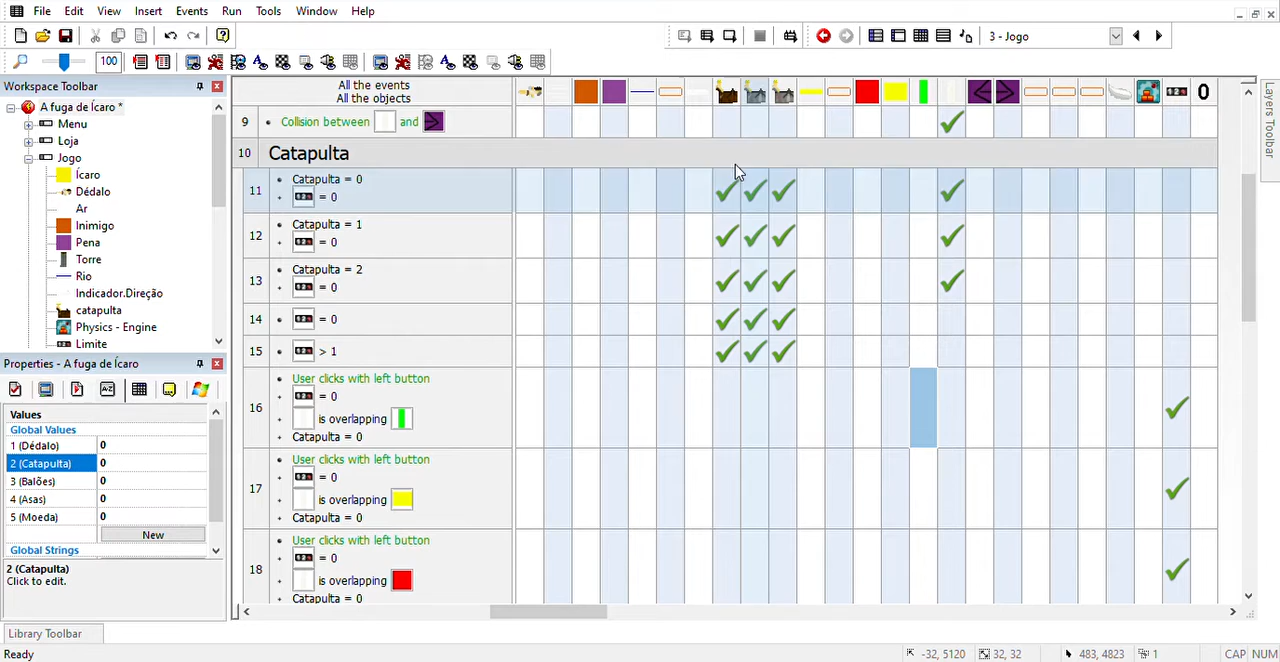 File Edit View Insert Events Run Tools Window Help
3 - Jogo
100
Workspace Toolbar
A fuga de Ícaro *
Menu
Loja
Jogo
Ícaro
Dédalo
Ar
Inimigo
Pena
Torre
Rio
Indicador.Direção
catapulta
Physics - Engine
Limite
Properties - A fuga de Ícaro
Values
Global Values
1 (Dédalo) 0
2 (Catapulta) 0
3 (Balões) 0
4 (Asas) 0
5 (Moeda) 0
New
Global Strings
2 (Catapulta)
Click to edit.
Library Toolbar
Ready
All the events
All the objects
0
9 Collision between and
10 Catapulta
11 Catapulta = 0
= 0
12 Catapulta = 1
= 0
13 Catapulta = 2
= 0
14 = 0
15 > 1
16 User clicks with left button
= 0
is overlapping
Catapulta = 0
17 User clicks with left button
= 0
is overlapping
Catapulta = 0
18 User clicks with left button
= 0
is overlapping
Catapulta = 0
Layers Toolbar
-32, 5120 32, 32 483, 4823 1 CAP NUM